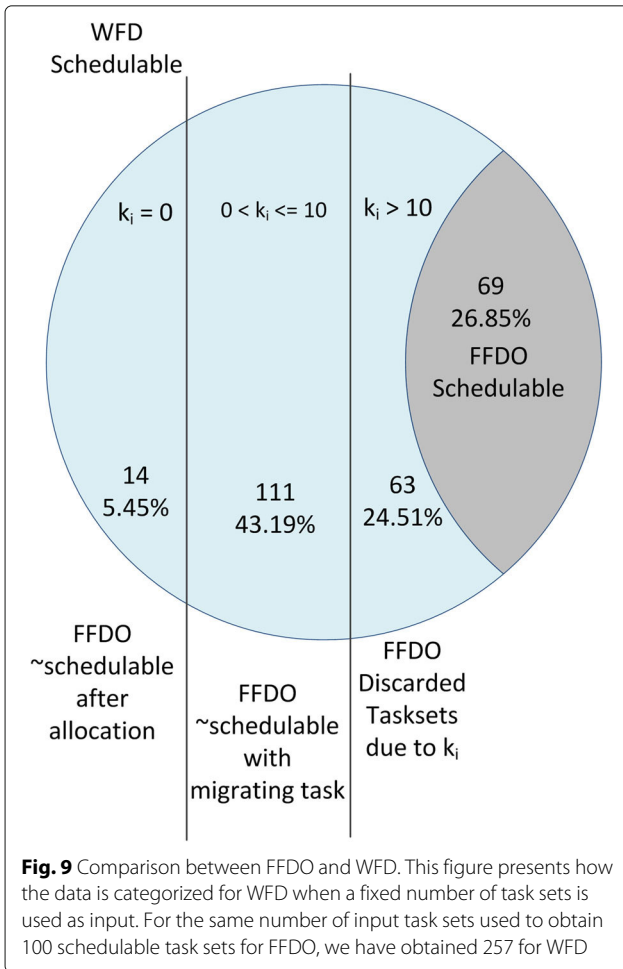 WFD
Schedulable
kᵢ = 0
0 < kᵢ <= 10
kᵢ > 10
69
26.85%
FFDO
Schedulable
14
5.45%
111
43.19%
63
24.51%
FFDO
~schedulable
after
allocation
FFDO
~schedulable
with
migrating task
FFDO
Discarded
Tasksets
due to kᵢ
Fig. 9 Comparison between FFDO and WFD. This figure presents how
the data is categorized for WFD when a fixed number of task sets is
used as input. For the same number of input task sets used to obtain
100 schedulable task sets for FFDO, we have obtained 257 for WFD